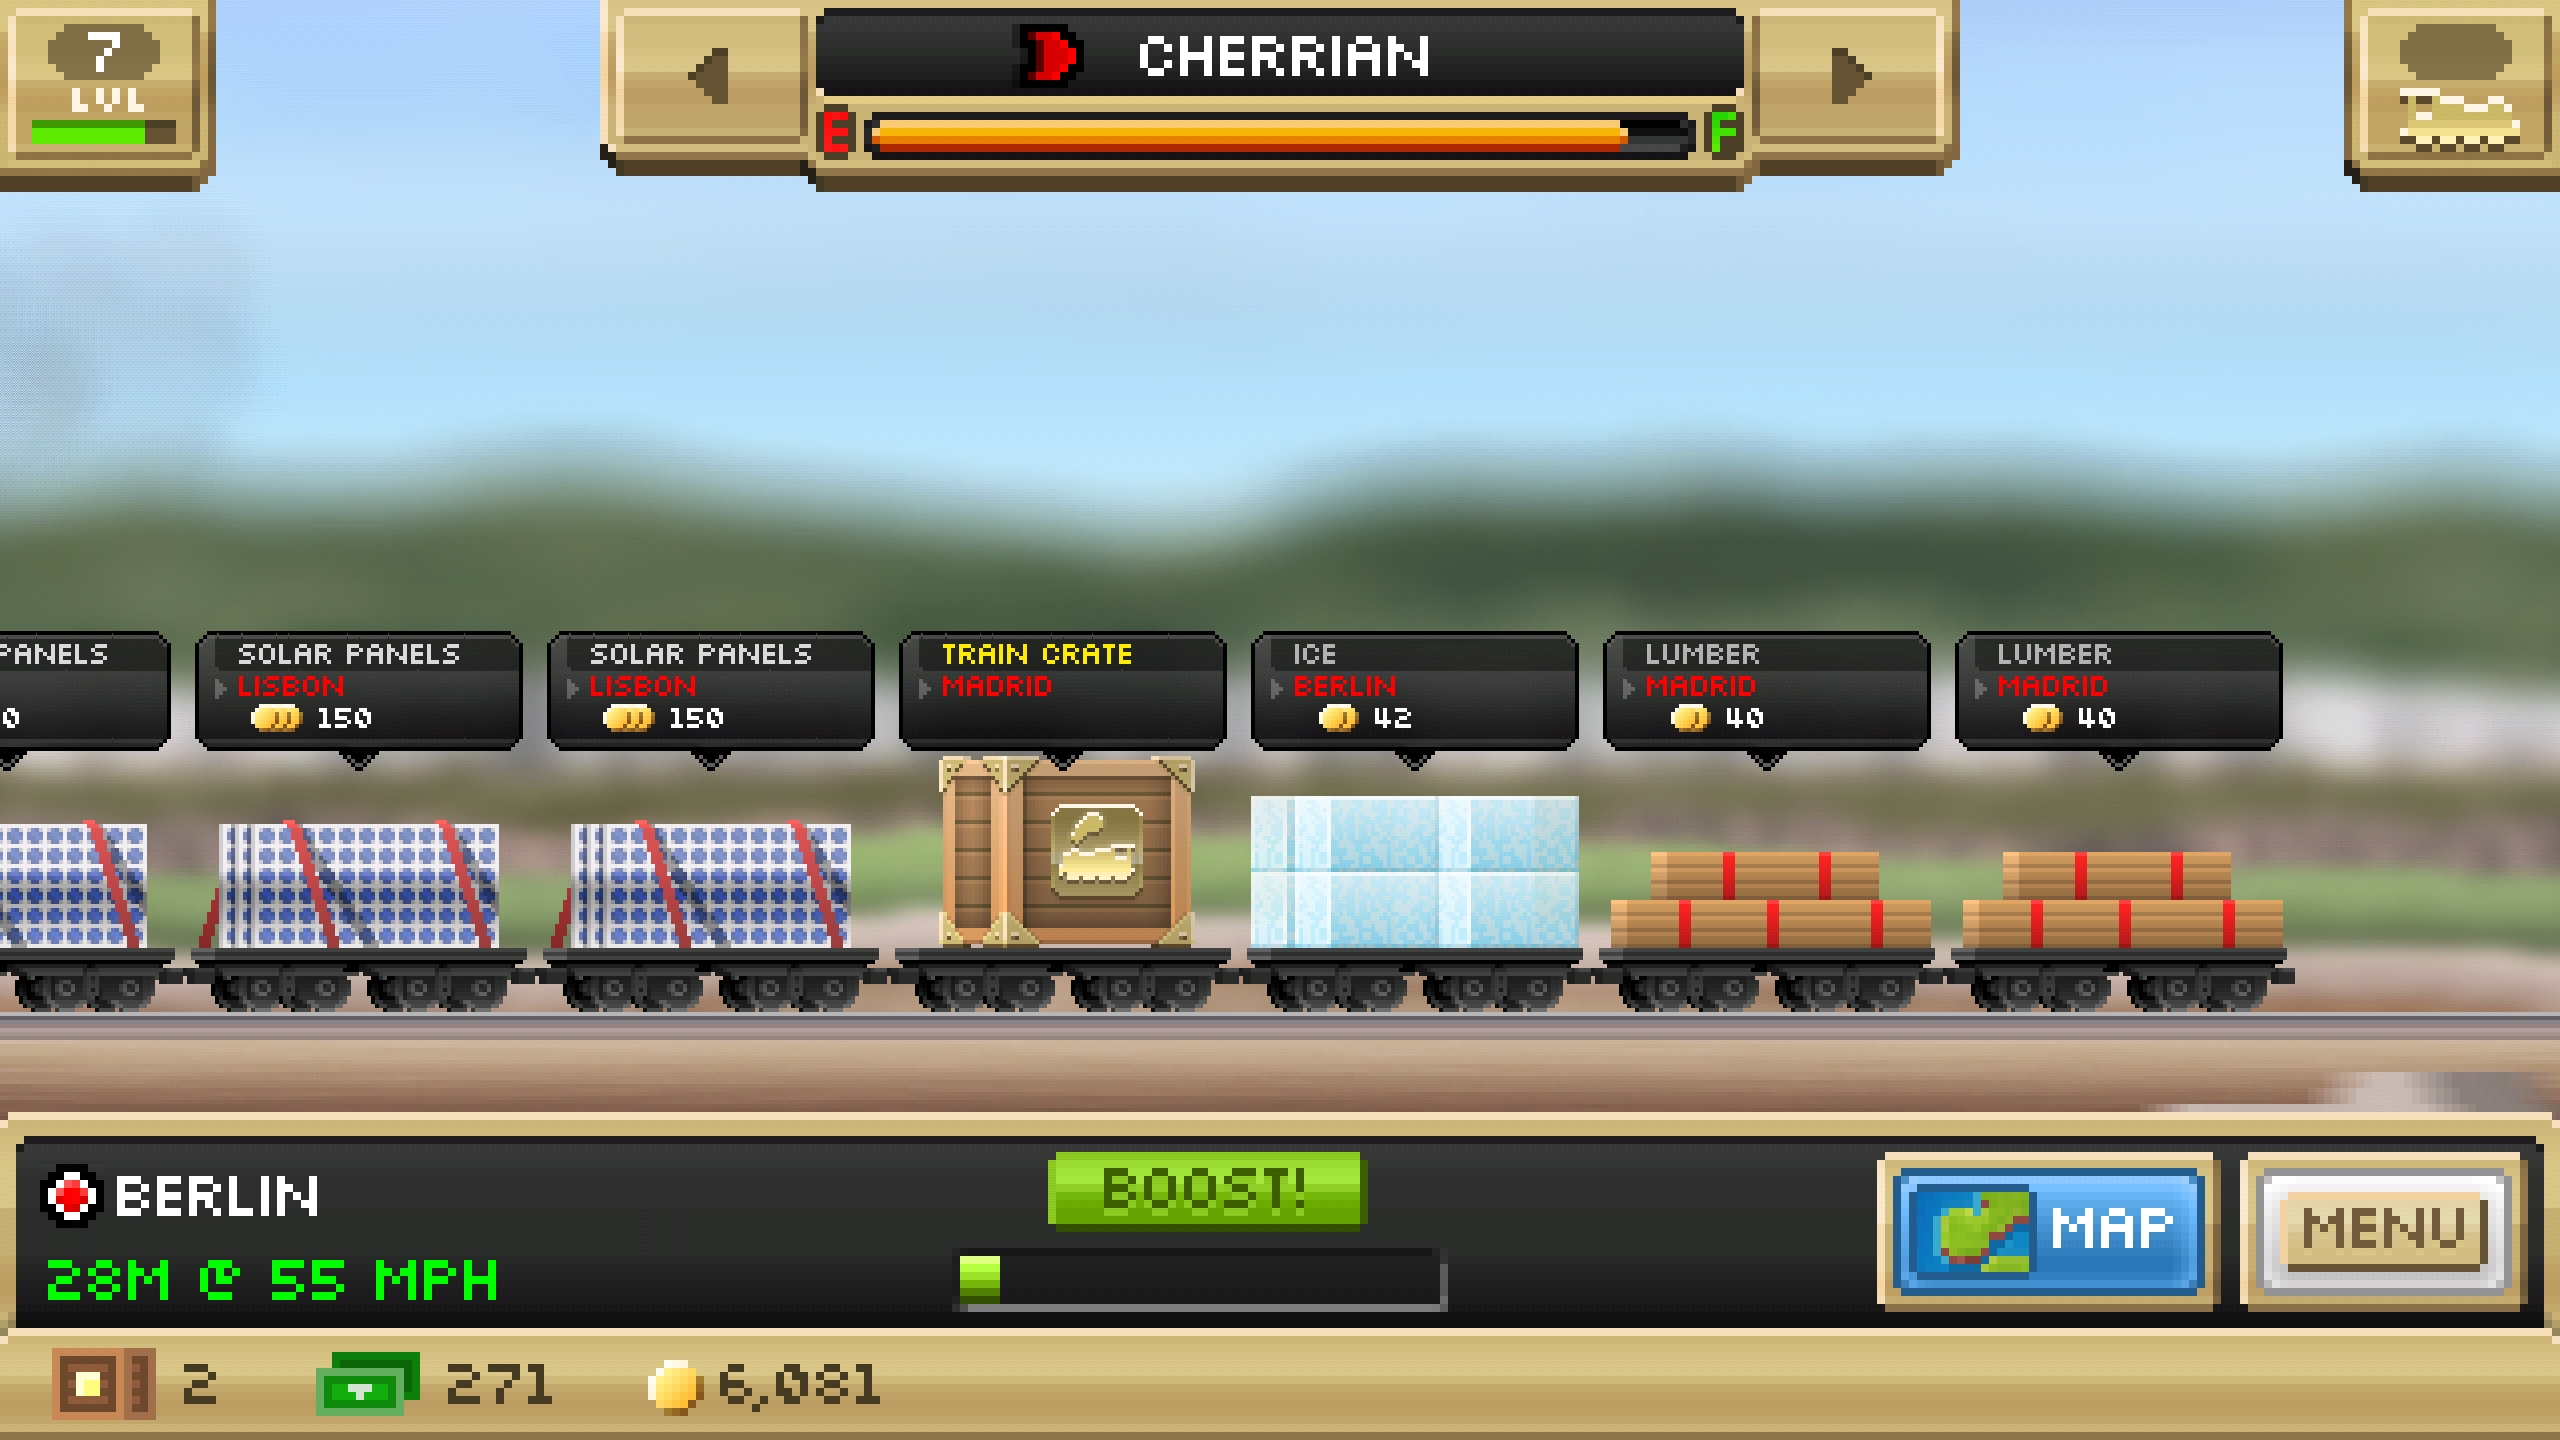 7
LVL
CHERRIAN
E
F
PANELS
0
SOLAR PANELS
LISBON
150
SOLAR PANELS
LISBON
150
TRAIN CRATE
MADRID
ICE
BERLIN
42
LUMBER
MADRID
40
LUMBER
MADRID
40
BERLIN
28M @ 55 MPH
BOOST!
MAP
MENU
2
271
6,081